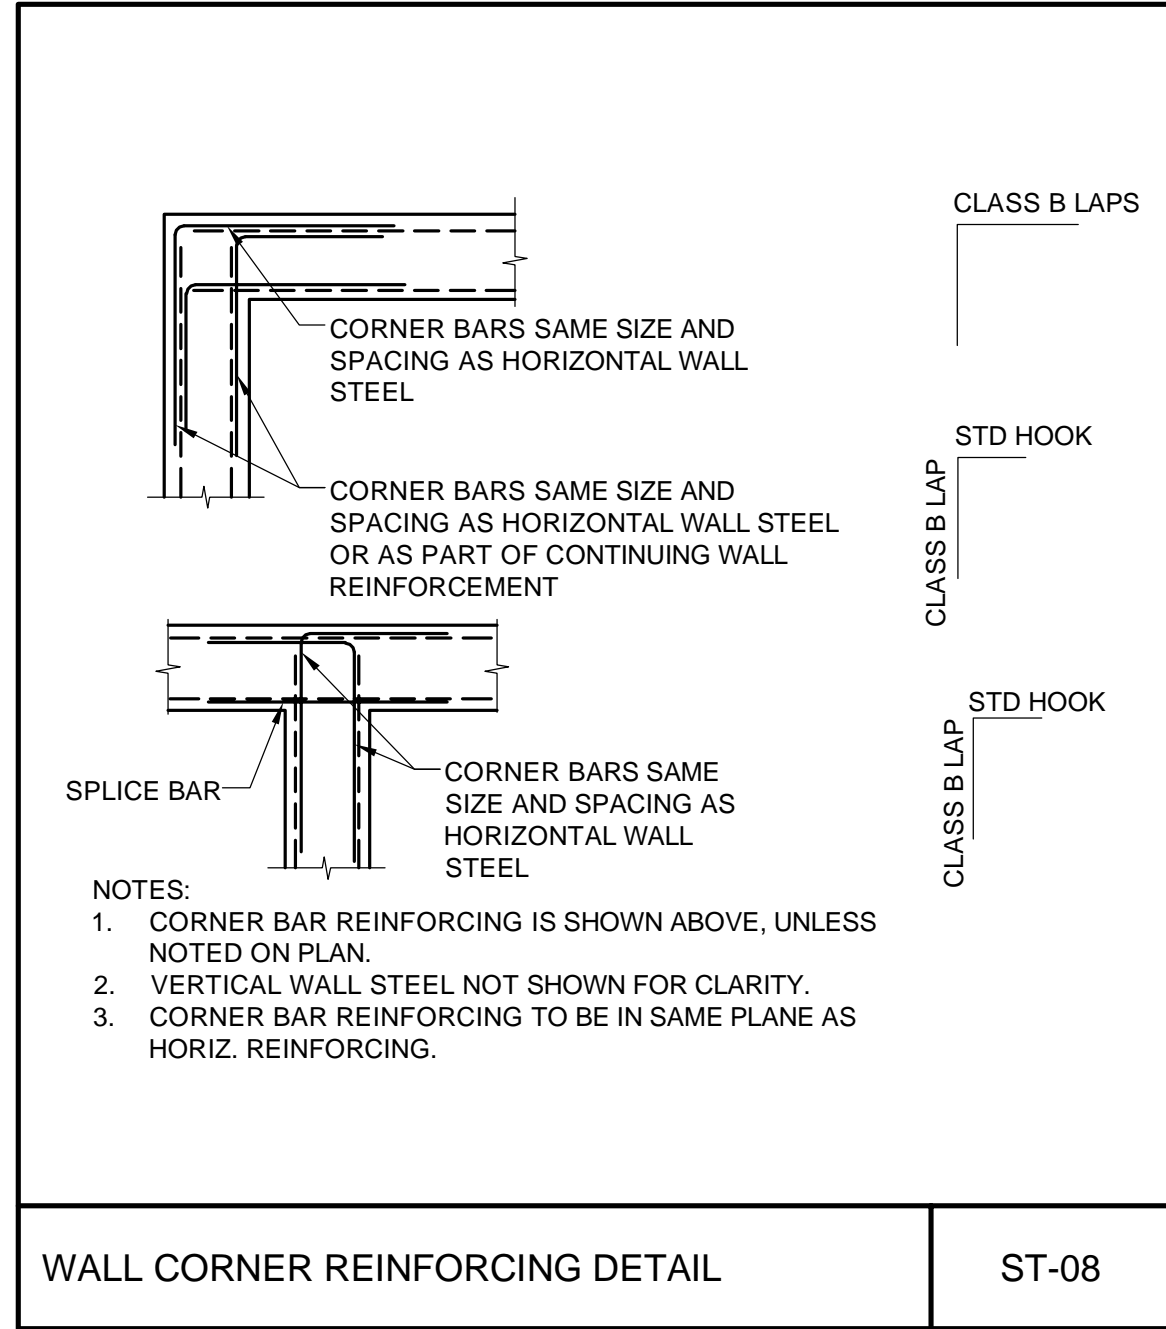 CLASS B LAPS
CORNER BARS SAME SIZE AND
SPACING AS HORIZONTAL WALL
STEEL
STD HOOK
CLASS B LAP
CORNER BARS SAME SIZE AND
SPACING AS HORIZONTAL WALL STEEL
OR AS PART OF CONTINUING WALL
REINFORCEMENT
STD HOOK
CLASS B LAP
SPLICE BAR
CORNER BARS SAME
SIZE AND SPACING AS
HORIZONTAL WALL
STEEL
NOTES:
1. CORNER BAR REINFORCING IS SHOWN ABOVE, UNLESS
NOTED ON PLAN.
2. VERTICAL WALL STEEL NOT SHOWN FOR CLARITY.
3. CORNER BAR REINFORCING TO BE IN SAME PLANE AS
HORIZ. REINFORCING.
WALL CORNER REINFORCING DETAIL
ST-08